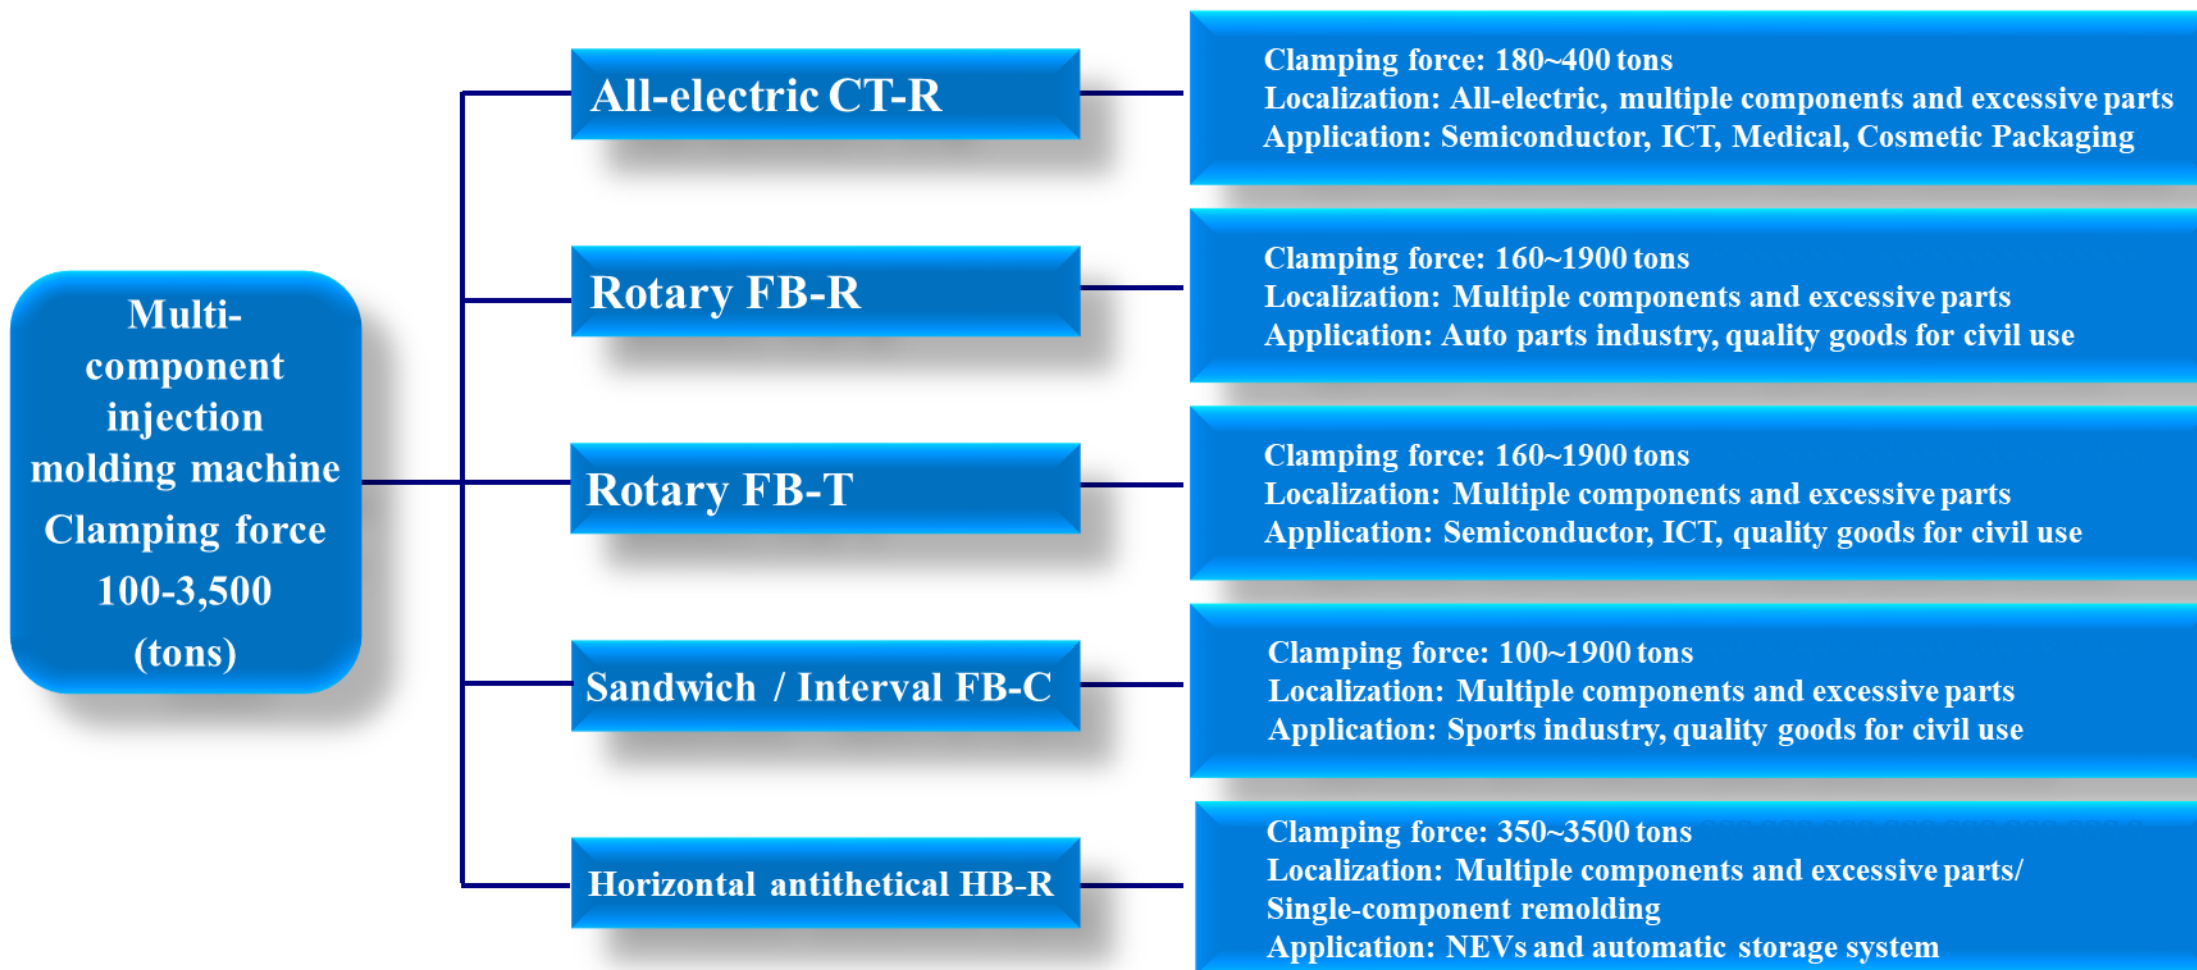 Multi-
component
injection
molding machine
Clamping force
100-3,500
(tons)
All-electric CT-R
Clamping force: 180~400 tons
Localization: All-electric, multiple components and excessive parts
Application: Semiconductor, ICT, Medical, Cosmetic Packaging
Rotary FB-R
Clamping force: 160~1900 tons
Localization: Multiple components and excessive parts
Application: Auto parts industry, quality goods for civil use
Rotary FB-T
Clamping force: 160~1900 tons
Localization: Multiple components and excessive parts
Application: Semiconductor, ICT, quality goods for civil use
Sandwich / Interval FB-C
Clamping force: 100~1900 tons
Localization: Multiple components and excessive parts
Application: Sports industry, quality goods for civil use
Horizontal antithetical HB-R
Clamping force: 350~3500 tons
Localization: Multiple components and excessive parts/
Single-component remolding
Application: NEVs and automatic storage system